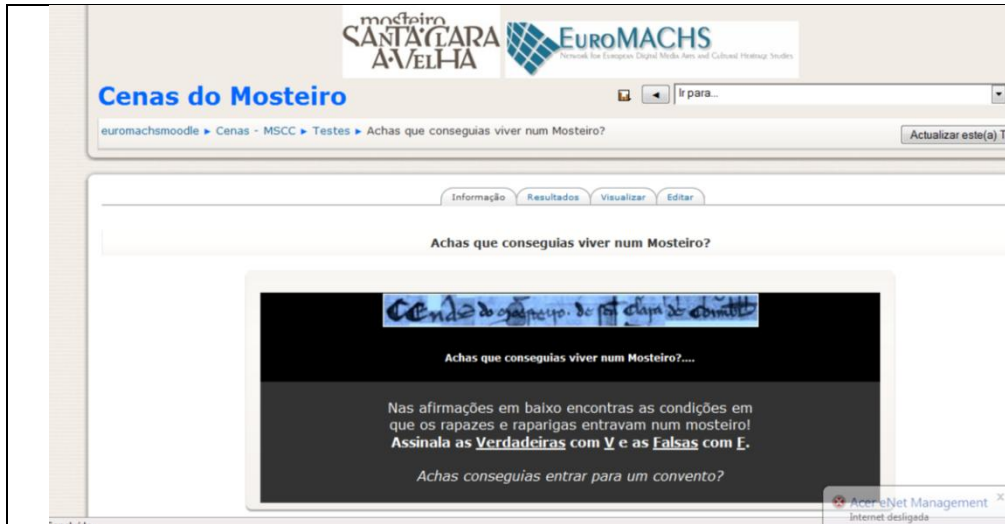 mosteiro
SANTA CLARA
A·VELHA
EUROMACHS
Network for European Digital Media Arts and Cultural Heritage Studies
Cenas do Mosteiro
Ir para...
euromachsmoodle ► Cenas - MSCC ► Testes ► Achas que conseguias viver num Mosteiro?
Actualizar este(a) T
Informação Resultados Visualizar Editar
Achas que conseguias viver num Mosteiro?
Achas que conseguias viver num Mosteiro?....
Nas afirmações em baixo encontras as condições em
que os rapazes e raparigas entravam num mosteiro!
Assinala as Verdadeiras com V e as Falsas com F.
Achas conseguias entrar para um convento?
Acer eNet Management
Internet desligada